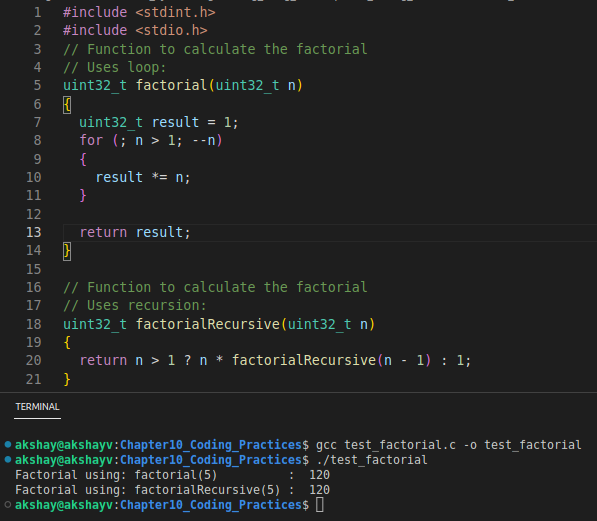 1 #include <stdint.h>
2 #include <stdio.h>
3 // Function to calculate the factorial
4 // Uses loop:
5 uint32_t factorial(uint32_t n)
6 {
7   uint32_t result = 1;
8   for (; n > 1; --n)
9   {
10     result *= n;
11   }
12
13   return result;
14 }
15
16 // Function to calculate the factorial
17 // Uses recursion:
18 uint32_t factorialRecursive(uint32_t n)
19 {
20   return n > 1 ? n * factorialRecursive(n - 1) : 1;
21 }
TERMINAL
akshay@akshayv:Chapter10_Coding_Practices$ gcc test_factorial.c -o test_factorial
akshay@akshayv:Chapter10_Coding_Practices$ ./test_factorial
Factorial using: factorial(5)          :  120
Factorial using: factorialRecursive(5) :  120
akshay@akshayv:Chapter10_Coding_Practices$